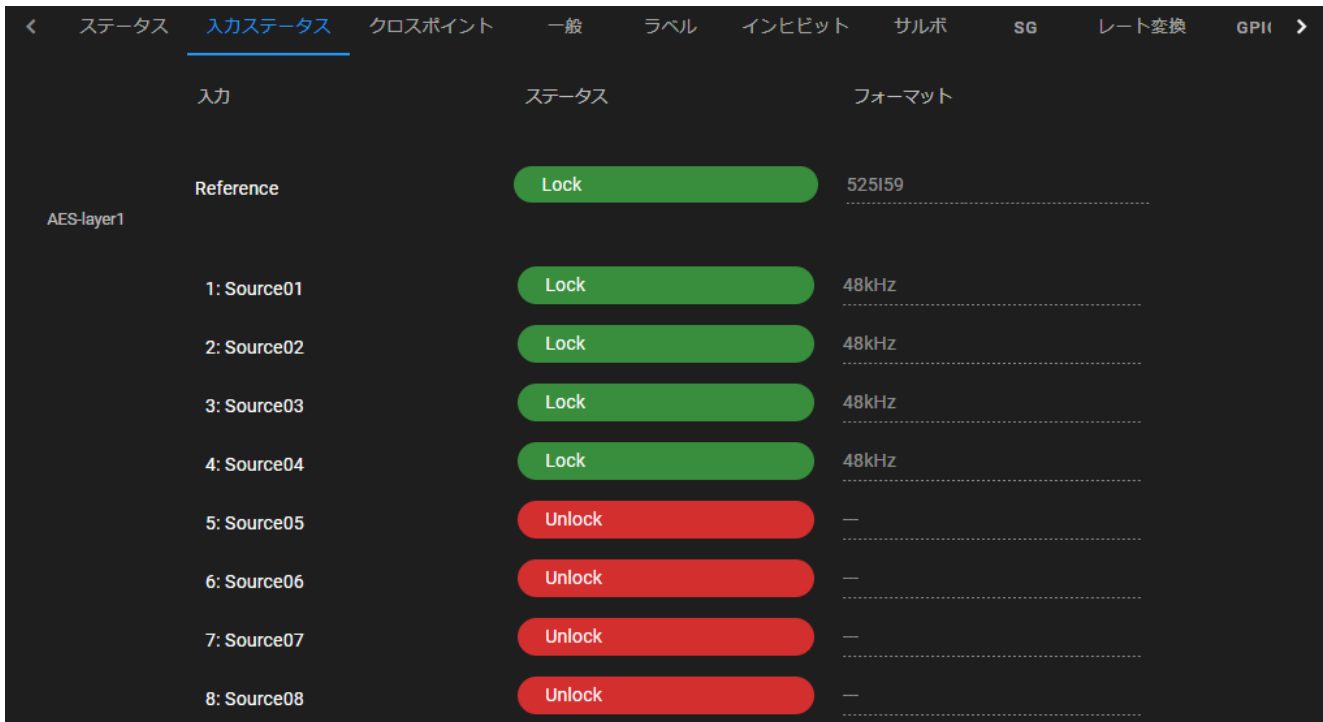 ステータス 入力ステータス クロスポイント 一般 ラベル インヒビット サルボ SG レート変換 GPI
入力 ステータス フォーマット
Reference Lock 525I59
AES-layer1
1: Source01 Lock 48kHz
2: Source02 Lock 48kHz
3: Source03 Lock 48kHz
4: Source04 Lock 48kHz
5: Source05 Unlock ---
6: Source06 Unlock ---
7: Source07 Unlock ---
8: Source08 Unlock ---